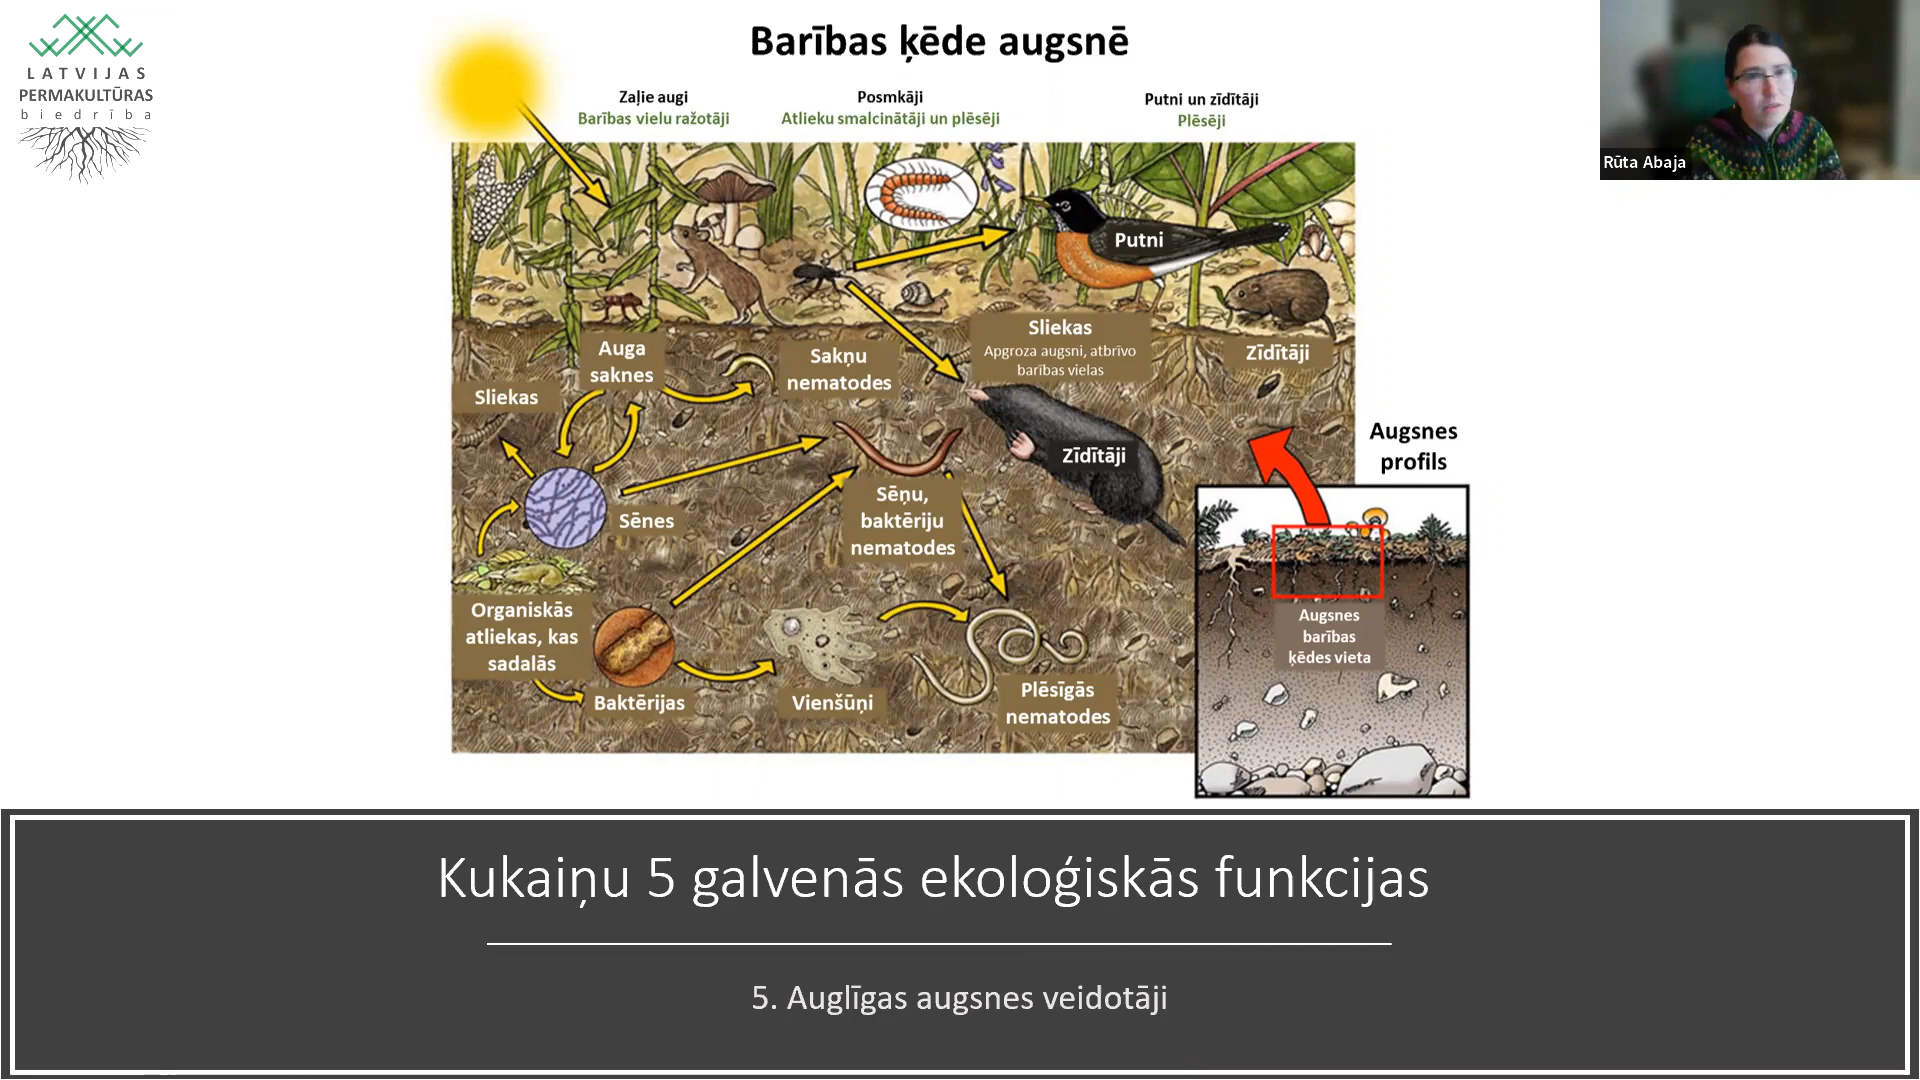 LATVIJAS
PERMAKULTŪRAS
biedrība
Barības ķēde augsnē
Zaļie augi
Barības vielu ražotāji
Posmkāji
Atlieku smalcinātāji un plēsēji
Putni un zīdītāji
Plēsēji
Rūta Abaja
Putni
Sliekas
Apgroza augsni, atbrīvo
barības vielas
Zīdītāji
Auga
saknes
Sakņu
nematodes
Sliekas
Zīdītāji
Augsnes
profils
Sēnes
Sēņu,
baktēriju
nematodes
Organiskās
atliekas, kas
sadalās
Baktērijas
Vienšūņi
Plēsīgās
nematodes
Augsnes
barības
ķēdes vieta
Kukaiņu 5 galvenās ekoloģiskās funkcijas
5. Auglīgas augsnes veidotāji